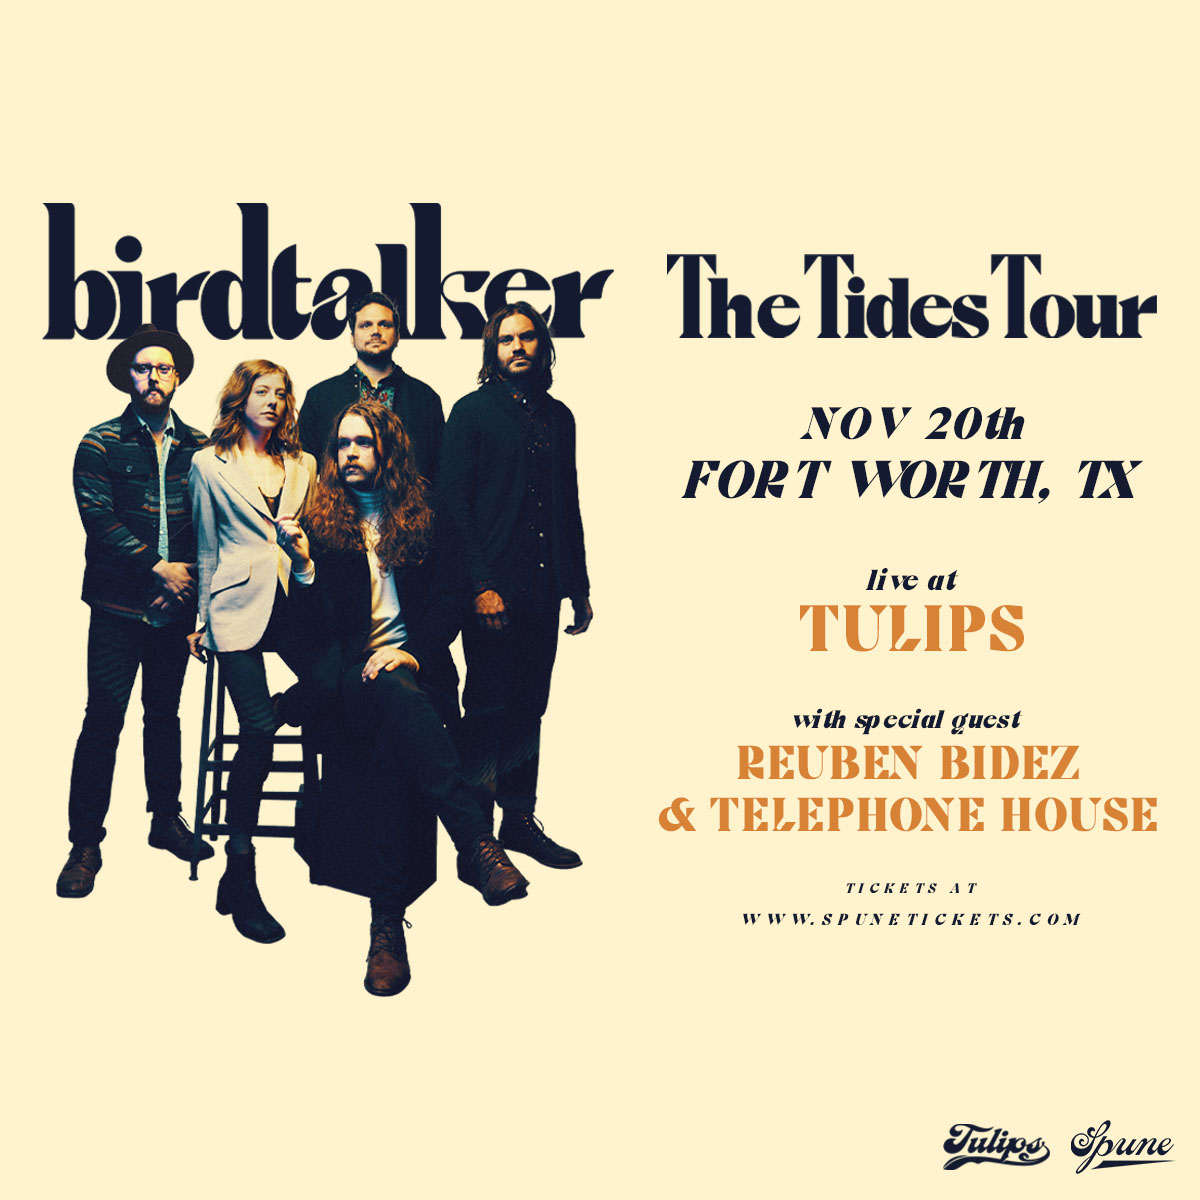 birdtalker
The Tides Tour
NOV 20th
FORT WORTH, TX
live at
TULIPS
with special guest
REUBEN BIDEZ
& TELEPHONE HOUSE
TICKETS AT
WWW.SPUNETICKETS.COM
Tulips Spune